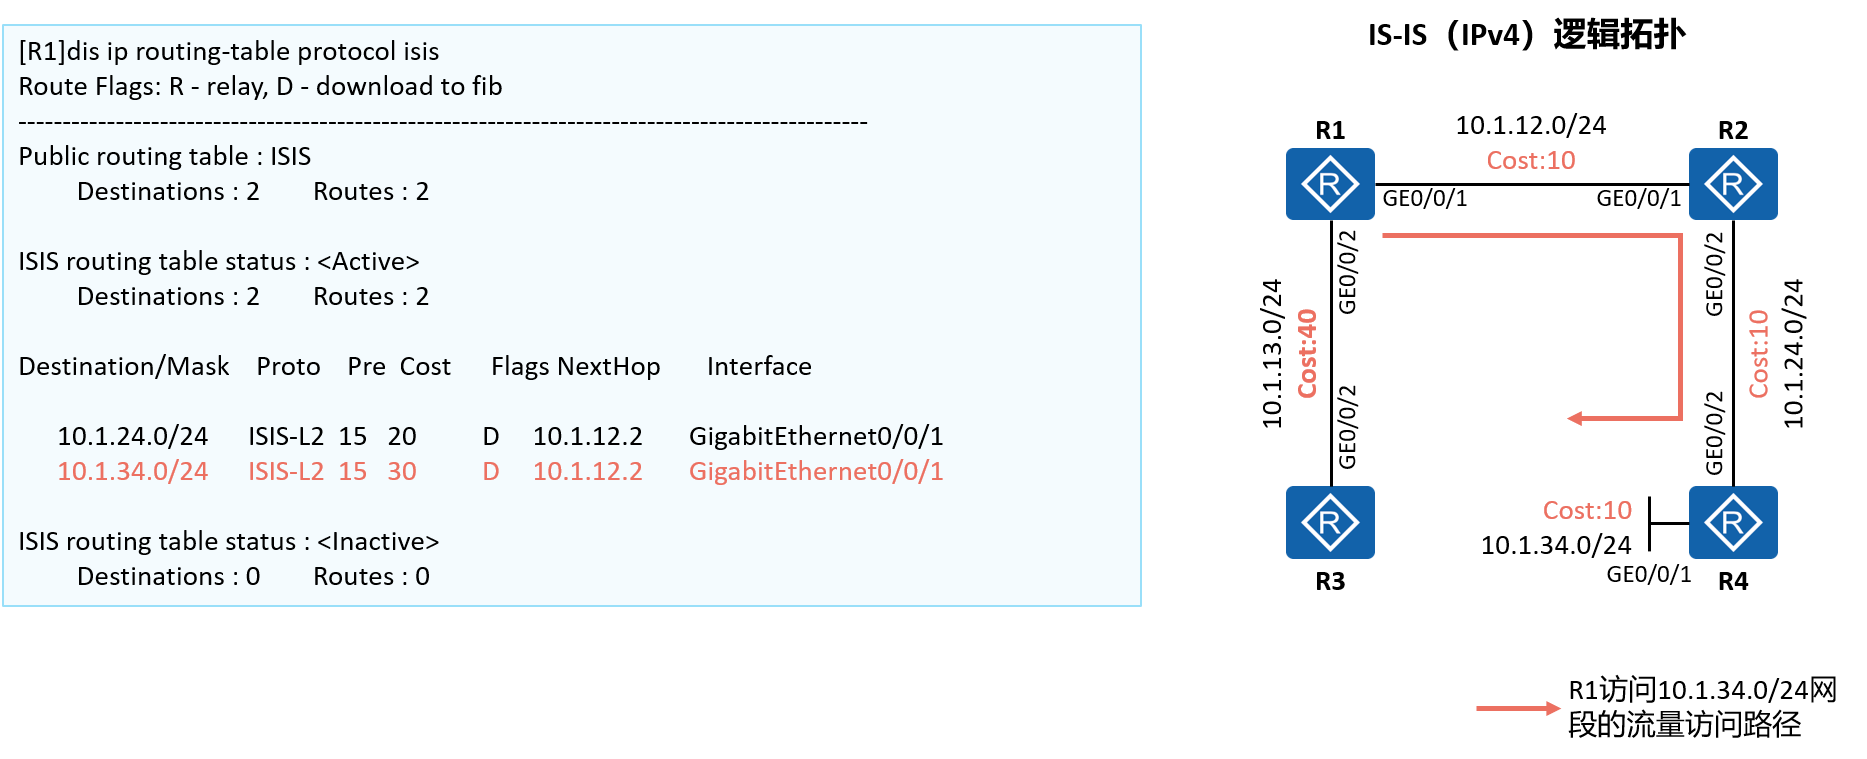 [R1]dis ip routing-table protocol isis
Route Flags: R - relay, D - download to fib
------------------------------------------------------------------------------------------------
Public routing table : ISIS
Destinations : 2 Routes : 2
ISIS routing table status : <Active>
Destinations : 2 Routes : 2
Destination/Mask Proto Pre Cost Flags NextHop Interface
10.1.24.0/24 ISIS-L2 15 20 D 10.1.12.2 GigabitEthernet0/0/1
10.1.34.0/24 ISIS-L2 15 30 D 10.1.12.2 GigabitEthernet0/0/1
ISIS routing table status : <Inactive>
Destinations : 0 Routes : 0
IS-IS（IPv4）逻辑拓扑
R1
10.1.12.0/24
R2
Cost:10
R
R
GE0/0/1
GE0/0/1
GE0/0/2
GE0/0/2
10.1.13.0/24
Cost:40
Cost:10
10.1.24.0/24
GE0/0/2
GE0/0/2
R
R
Cost:10
10.1.34.0/24
GE0/0/1
R3
R4
R1访问10.1.34.0/24网
段的流量访问路径